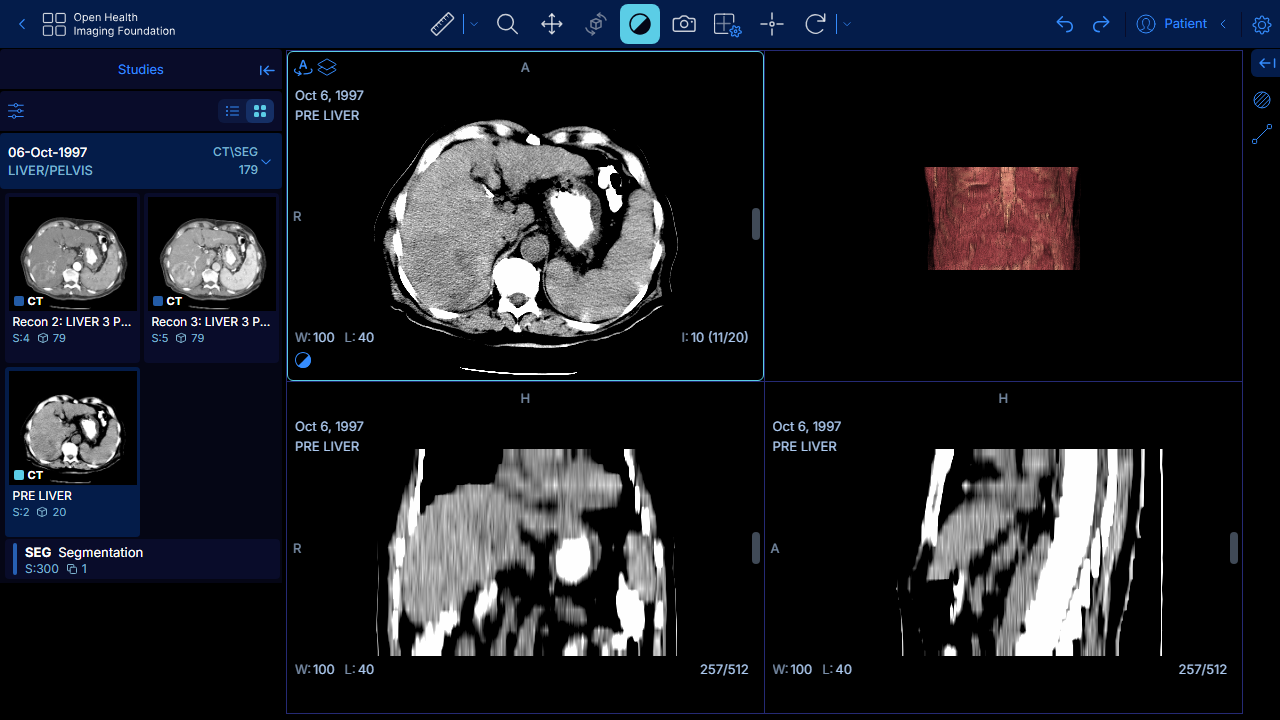 Open Health
Imaging Foundation
Patient
Studies
06-Oct-1997
CT\SEG
LIVER/PELVIS
179
CT
CT
Recon 2: LIVER 3 P...
Recon 3: LIVER 3 P...
S:4 79
S:5 79
CT
PRE LIVER
S:2 20
SEG Segmentation
S:300 1
A
A
Oct 6, 1997
PRE LIVER
R
W:100 L:40
I:10 (11/20)
H
Oct 6, 1997
PRE LIVER
R
W:100 L:40
257/512
H
Oct 6, 1997
PRE LIVER
A
W:100 L:40
257/512